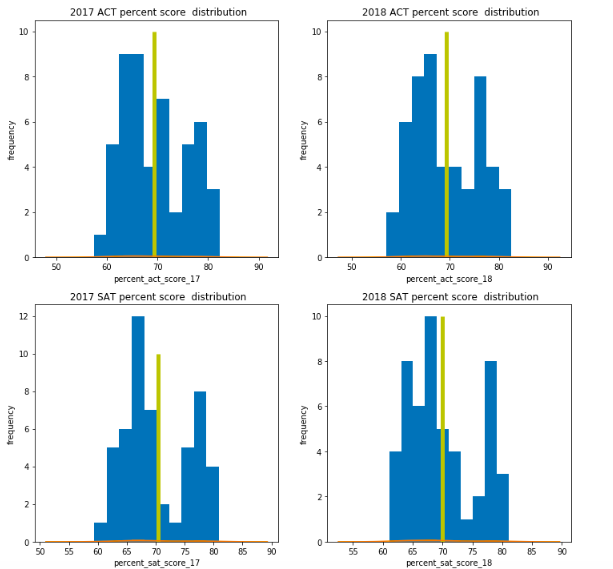 2017 ACT percent score  distribution
10
8
6
4
2
0
frequency
50 60 70 80 90
percent_act_score_17
2018 ACT percent score  distribution
10
8
6
4
2
0
frequency
50 60 70 80 90
percent_act_score_18
2017 SAT percent score  distribution
12
10
8
6
4
2
0
frequency
50 55 60 65 70 75 80 85 90
percent_sat_score_17
2018 SAT percent score  distribution
10
8
6
4
2
0
frequency
55 60 65 70 75 80 85 90
percent_sat_score_18